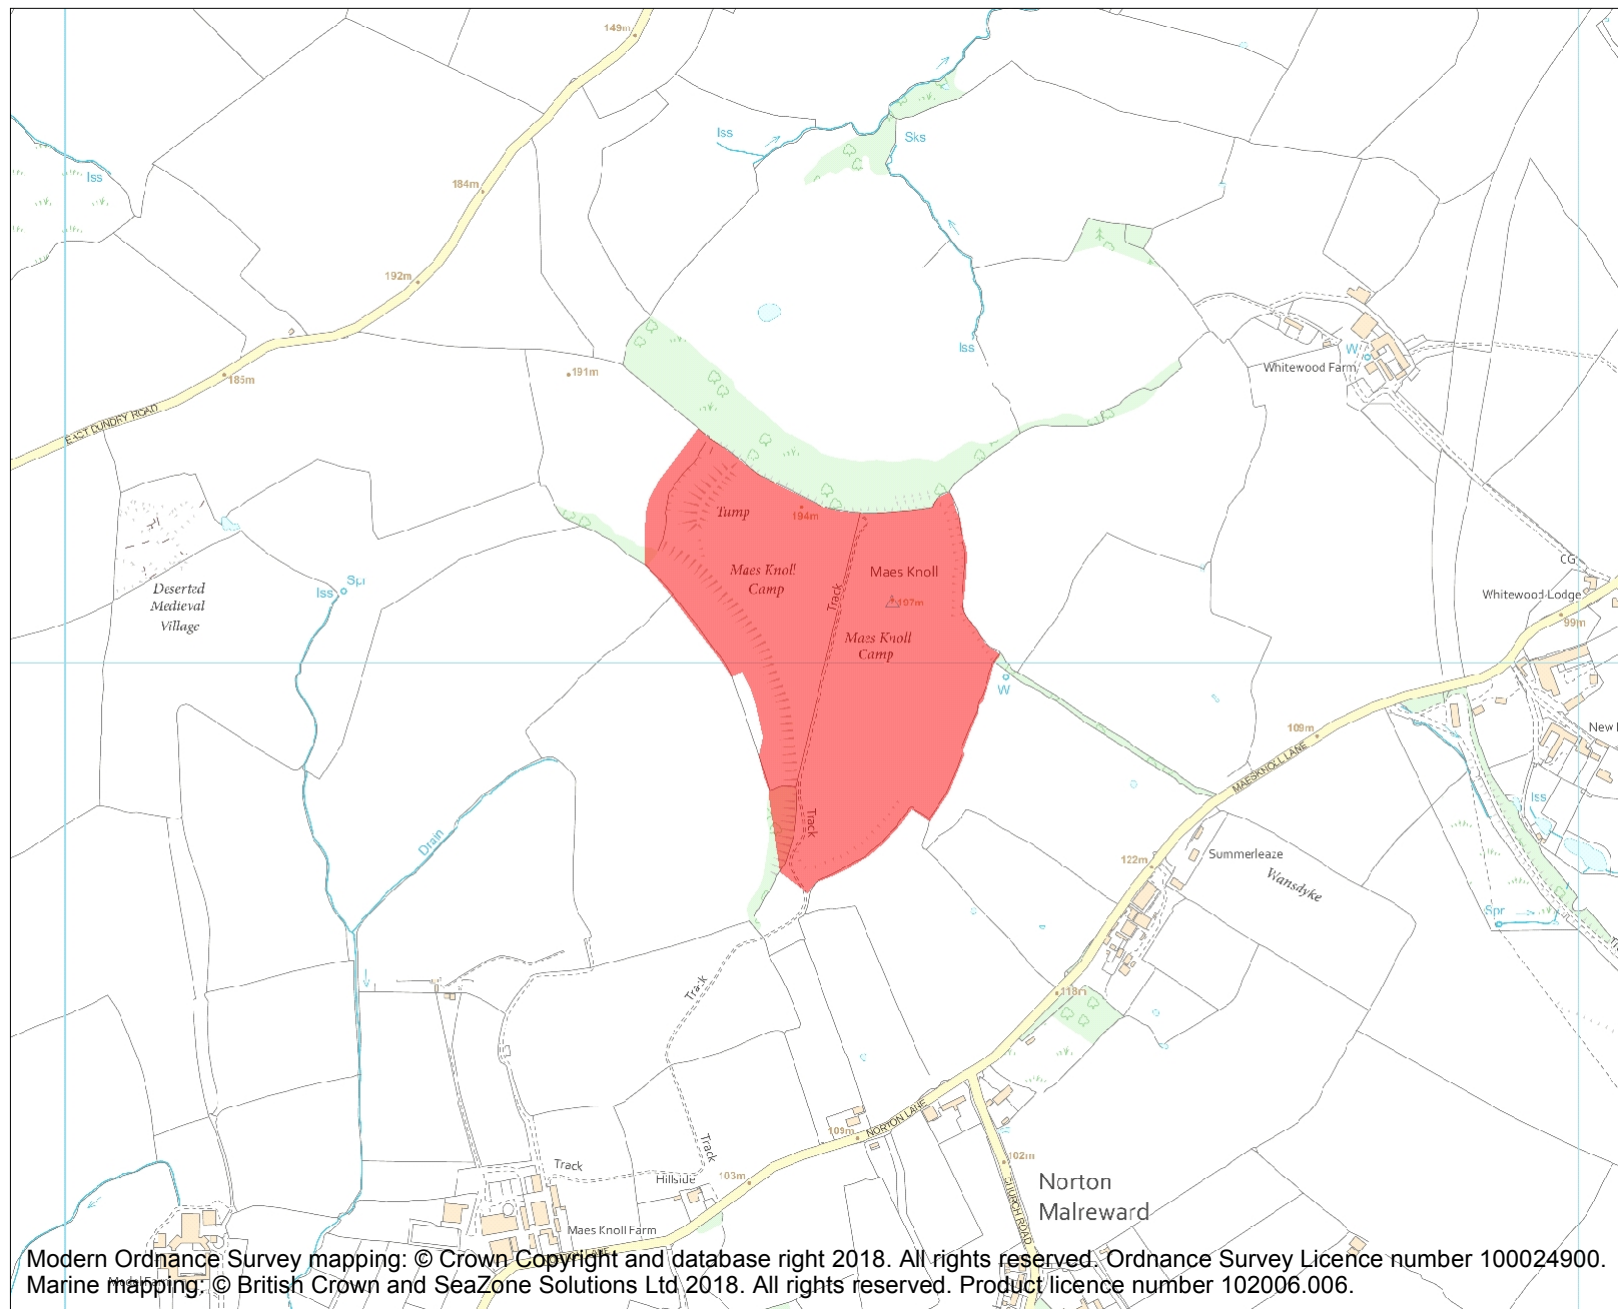 149m
Iss
Sks
Iss
184m
192m
Iss
W
Whitewood Farm
191m
185m
EAST DUNDRY ROAD
Tump
194m
CG
Maes Knoll
Camp
Maes Knoll
Track
197m
Spr
Iss
Deserted
Medieval
Village
Whitewood Lodge
99m
Maes Knoll
Camp
W
109m
MAESKNOLL LANE
New
Iss
Track
Drain
122m
Summerleaze
Wansdyke
Spr
Track
118m
109m
NORTON LANE
Track
Track
102m
103m
Hillside
Norton
Malreward
CHURCH ROAD
Maes Knoll Farm
Model Farm
Modern Ordnance Survey mapping: © Crown Copyright and database right 2018. All rights reserved. Ordnance Survey Licence number 100024900.
Marine mapping: © British Crown and SeaZone Solutions Ltd 2018. All rights reserved. Product licence number 102006.006.